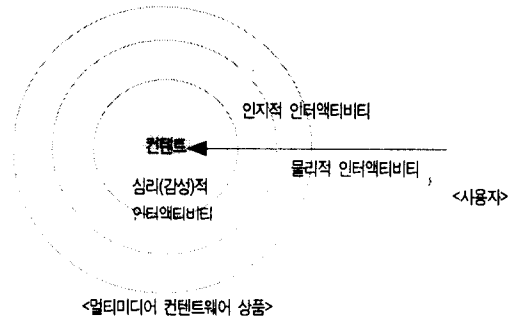 인지적 인터액티비티
컨텐트
물리적 인터액티비티
심리(감성)적
인터액티비티
<사용자>
<멀티미디어 컨텐트웨어 상품>